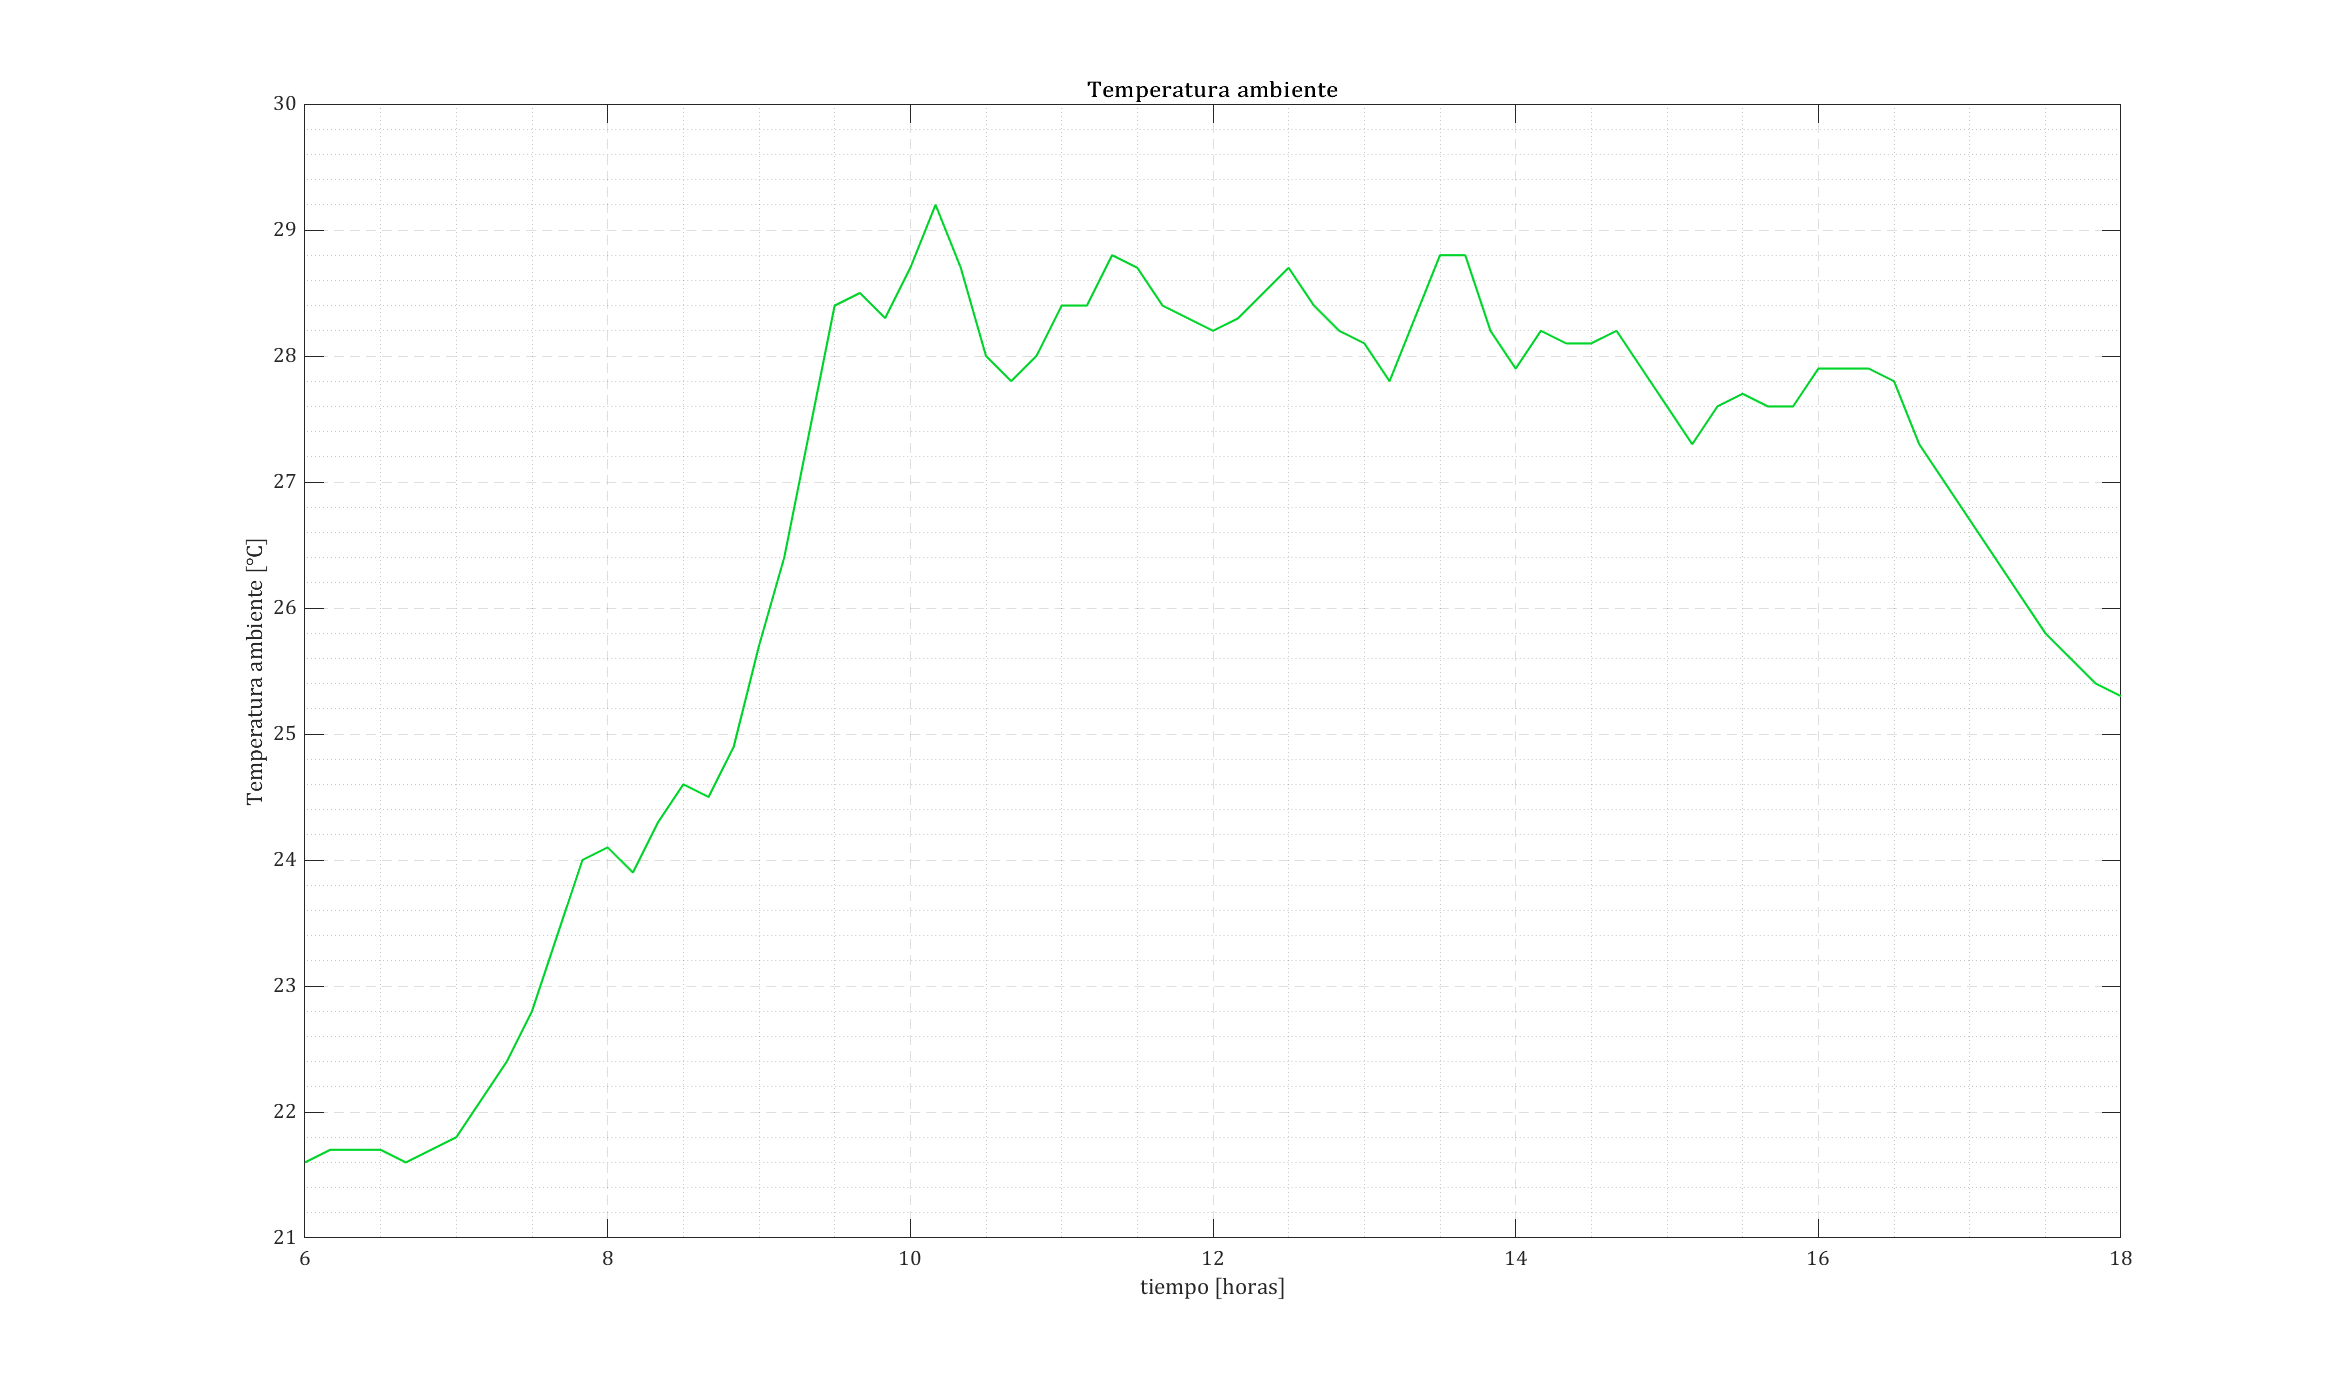 Temperatura ambiente
30
29
28
27
26
25
24
23
22
21
Temperatura ambiente [°C]
6 8 10 12 14 16 18
tiempo [horas]